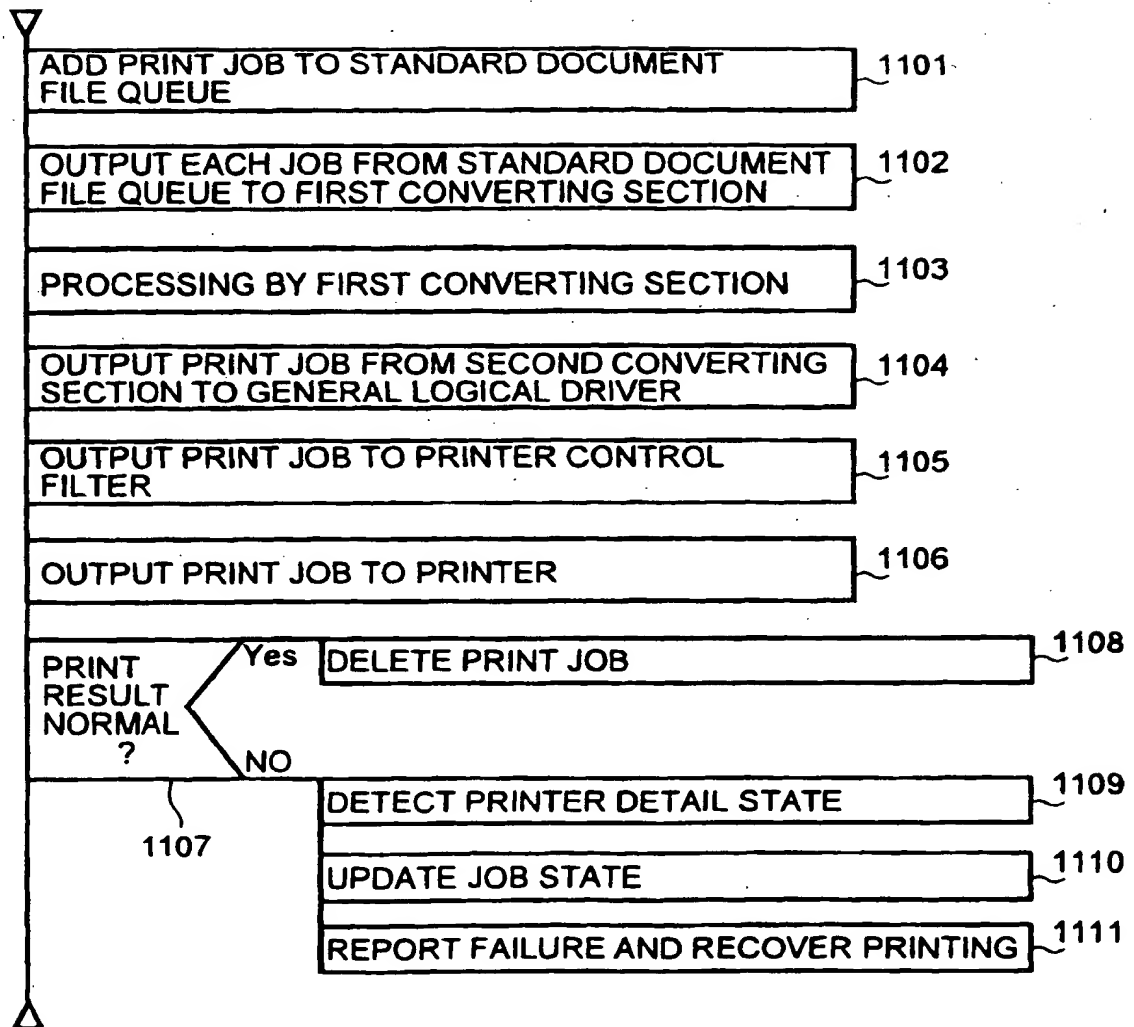 ADD PRINT JOB TO STANDARD DOCUMENT
FILE QUEUE
1101
OUTPUT EACH JOB FROM STANDARD DOCUMENT
FILE QUEUE TO FIRST CONVERTING SECTION
1102
PROCESSING BY FIRST CONVERTING SECTION
1103
OUTPUT PRINT JOB FROM SECOND CONVERTING
SECTION TO GENERAL LOGICAL DRIVER
1104
OUTPUT PRINT JOB TO PRINTER CONTROL
FILTER
1105
OUTPUT PRINT JOB TO PRINTER
1106
PRINT
RESULT
NORMAL
?
1107
Yes
DELETE PRINT JOB
1108
NO
DETECT PRINTER DETAIL STATE
1109
UPDATE JOB STATE
1110
REPORT FAILURE AND RECOVER PRINTING
1111